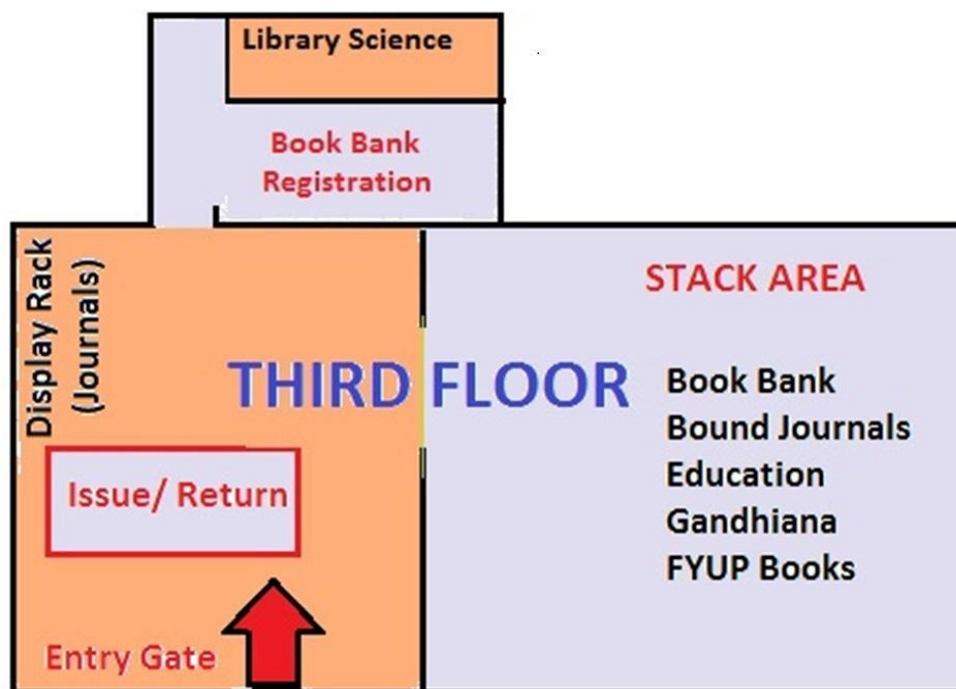 Library Science
Book Bank
Registration
Display Rack
(Journals)
STACK AREA
THIRD FLOOR
Book Bank
Bound Journals
Education
Gandhiana
FYUP Books
Issue/ Return
Entry Gate